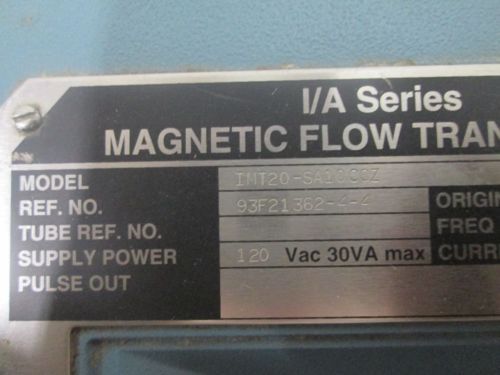 I/A Series
MAGNETIC FLOW TRAN
MODEL
REF. NO. 93F21362-4-4 ORIGIN
TUBE REF. NO. FREQ
SUPPLY POWER 120 Vac 30VA max CURR
PULSE OUT